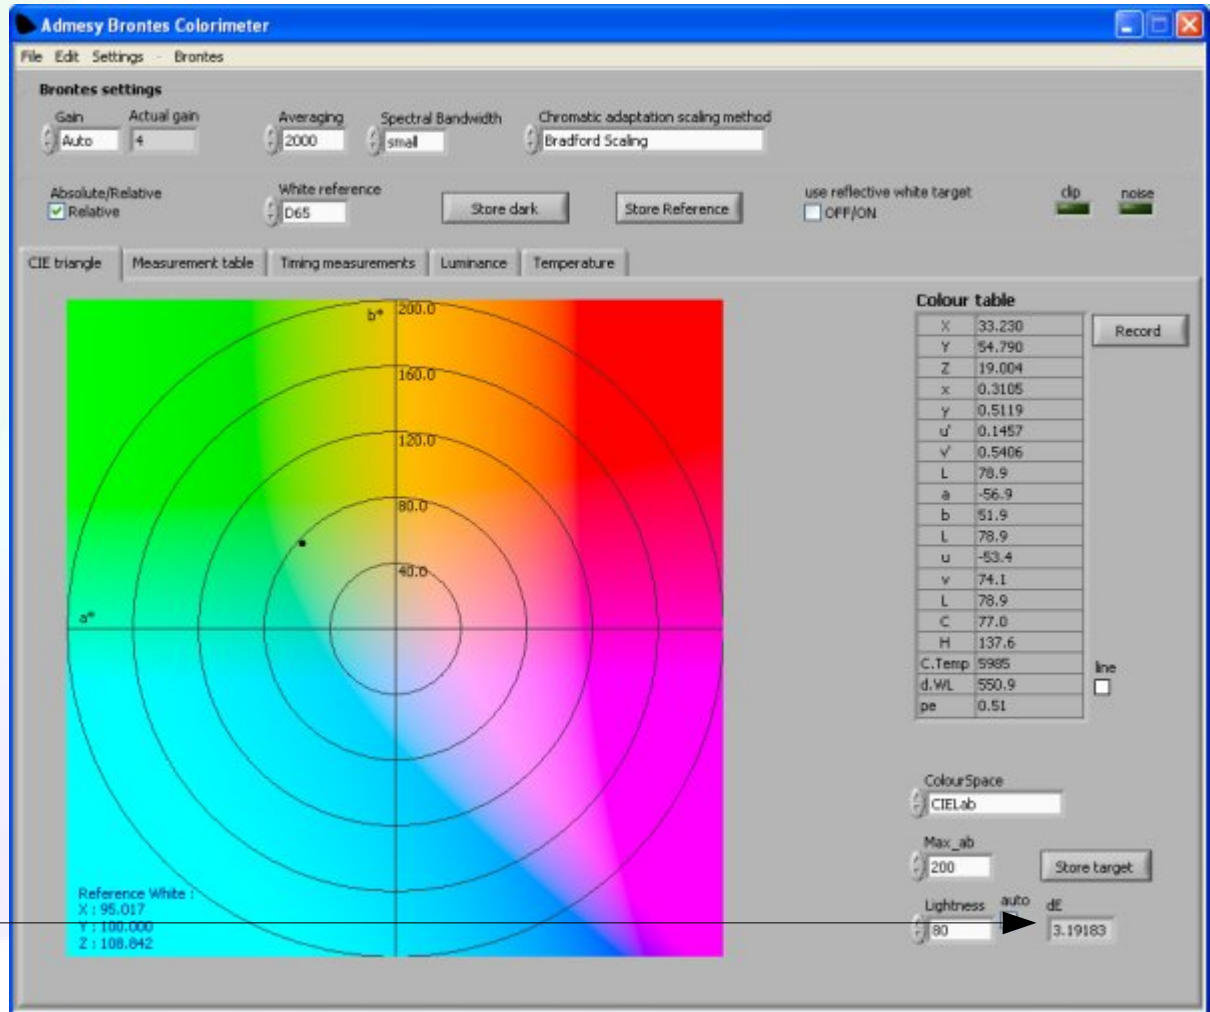 Admesy Brontes Colorimeter
File Edit Settings - Brontes
Brontes settings
Gain Actual gain Averaging Spectral Bandwidth Chromatic adaptation scaling method
Auto 4 2000 small Bradford Scaling
Absolute/Relative White reference use reflective white target clip noise
Relative D65 Store dark Store Reference OFF/ON
CIE triangle Measurement table Timing measurements Luminance Temperature
b* 200.0
160.0
120.0
80.0
40.0
a*
Reference White :
X : 95.017
Y : 100.000
Z : 108.842
Colour table
X 33.230
Y 54.790
Z 19.004
x 0.3105
y 0.5119
u' 0.1457
v' 0.5406
L 78.9
a -56.9
b 51.9
L 78.9
u -53.4
v 74.1
L 78.9
C 77.0
H 137.6
C.Temp 5985
d.WL 550.9
pe 0.51
Record
line
ColourSpace
CIELab
Max_ab
200 Store target
Lightness auto dE
80 3.19183